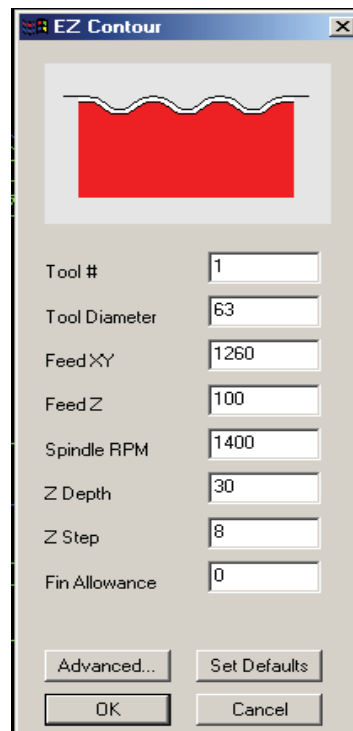 EZ Contour
Tool # 1
Tool Diameter 63
Feed XY 1260
Feed Z 100
Spindle RPM 1400
Z Depth 30
Z Step 8
Fin Allowance 0
Advanced... Set Defaults
OK Cancel